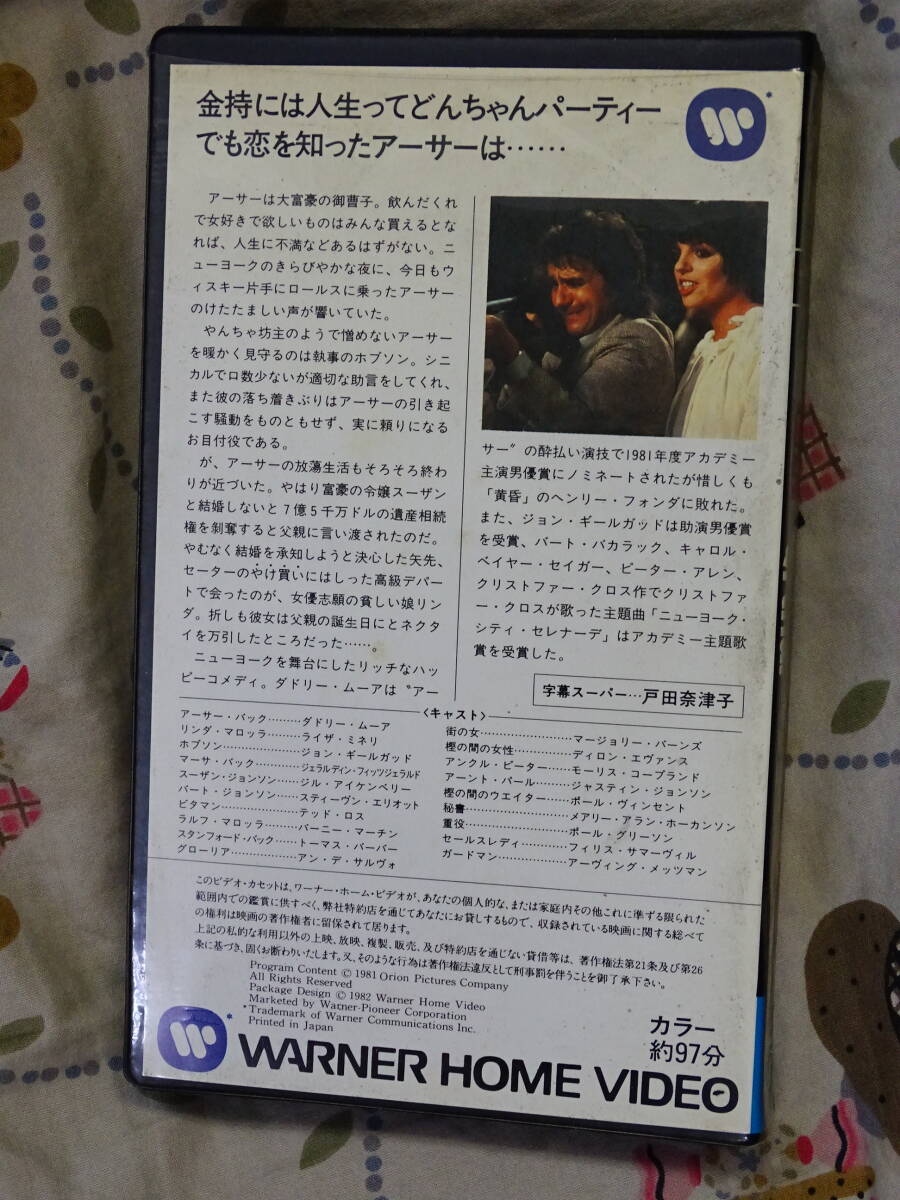 金持には人生ってどんちゃんパーティー
でも恋を知ったアーサーは……
アーサーは大富豪の御曹子。飲んだくれ
で女好きで欲しいものはみんな買えるとな
れば、人生に不満などあるはずがない。ニ
ューヨークのきらびやかな夜に、今日もウ
ィスキー片手にロールスに乗ったアーサー
のけたたましい声が響いていた。
やんちゃ坊主のようで憎めないアーサー
を暖かく見守るのは執事のホブソン。シニ
カルで口数少ないが適切な助言をしてくれ、
また彼の落ち着きぶりはアーサーの引き起
こす騒動をものともせず、実に頼りになる
お目付役である。
が、アーサーの放蕩生活もそろそろ終わ
りが近づいた。やはり富豪の令嬢スーザン
と結婚しないと7億5千万ドルの遺産相続
権を剝奪すると父親に言い渡されたのだ。
やむなく結婚を承知しようと決心した矢先、
セーターのやけ買いにはしった高級デパー
トで会ったのが、女優志願の貧しい娘リン
ダ。折しも彼女は父親の誕生日にとネクタ
イを万引したところだった……。
ニューヨークを舞台にしたリッチなハッ
ピーコメディ。ダドリー・ムーアは〝アー
サー〞の酔払い演技で1981年度アカデミー
主演男優賞にノミネートされたが惜しくも
「黄昏」のヘンリー・フォンダに敗れた。
また、ジョン・ギールガッドは助演男優賞
を受賞、バート・バカラック、キャロル・
ベイヤー・セイガー、ピーター・アレン、
クリストファー・クロス作でクリストファ
ー・クロスが歌った主題曲「ニューヨーク・
シティ・セレナーデ」はアカデミー主題歌
賞を受賞した。
字幕スーパー…戸田奈津子
〈キャスト〉
アーサー・バック………ダドリー・ムーア
リンダ・マロッラ………ライザ・ミネリ
ホブソン…………………ジョン・ギールガッド
マーサ・バック…………ジェラルディン・フィッツジェラルド
スーザン・ジョンソン……ジル・アイケンベリー
バート・ジョンソン……スティーヴン・エリオット
ビタマン…………………テッド・ロス
ラルフ・マロッラ………バーニー・マーチン
スタンフォード・バック……トーマス・バーバー
グローリア………………アン・デ・サルヴォ
街の女……………………マージョリー・バーンズ
樫の間の女性……………ディロン・エヴァンス
アンクル・ピーター……モーリス・コープランド
アーント・パール………ジャスティン・ジョンソン
樫の間のウエイター……ポール・ヴィンセント
秘書………………………メアリー・アラン・ホーカンソン
重役………………………ポール・グリーソン
セールスレディ…………フィリス・サマーヴィル
ガードマン………………アーヴィング・メッツマン
このビデオ・カセットは、ワーナー・ホーム・ビデオが、あなたの個人的な、または家庭内その他これに準ずる限られた
範囲内での鑑賞に供すべく、弊社特約店を通じてあなたにお貸しするもので、収録されている映画に関する総べて
の権利は映画の著作権者に留保されて居ります。
上記の私的な利用以外の上映、放映、複製、販売、及び特約店を通じない貸借等は、著作権法第21条及び第26
条に基づき、固くお断わりいたします。又、そのような行為は著作権法違反として刑事罰を伴うことを御了承下さい。
Program Content © 1981 Orion Pictures Company
All Rights Reserved
Package Design © 1982 Warner Home Video
Marketed by Warner-Pioneer Corporation
*Trademark of Warner Communications Inc.
Printed in Japan
カラー
約97分
WARNER HOME VIDEO